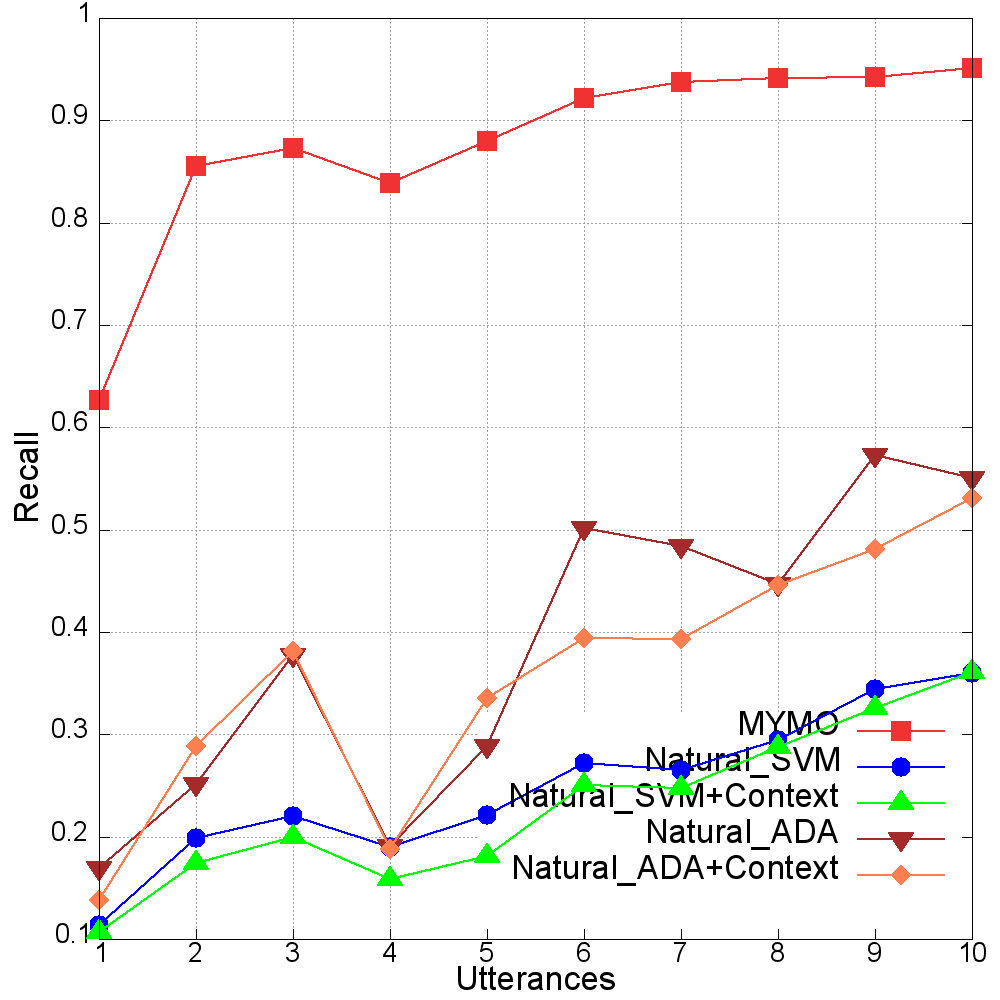 1
0.9
0.8
0.7
0.6
0.5
0.4
0.3
0.2
0.1
Recall
1 2 3 4 5 6 7 8 9 10
Utterances
MYMO
Natural_SVM
Natural_SVM+Context
Natural_ADA
Natural_ADA+Context